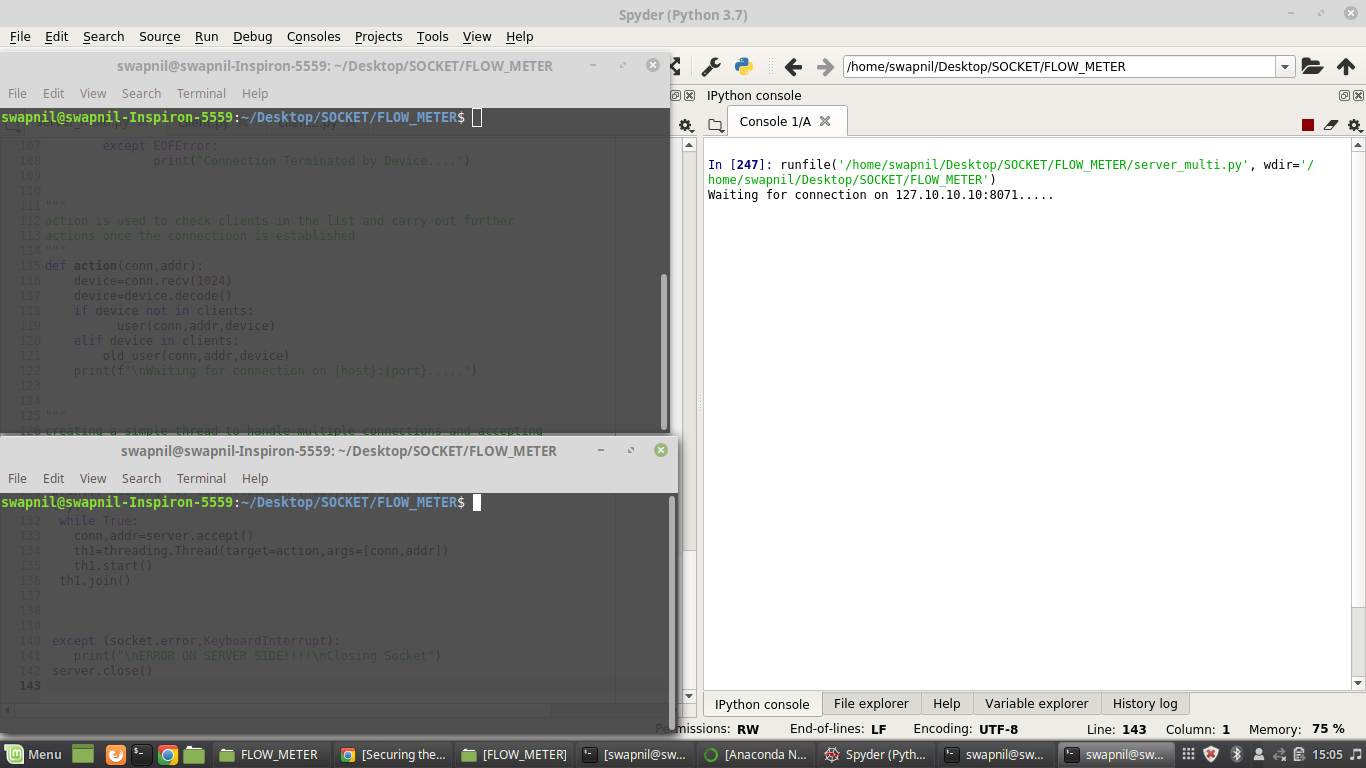 Spyder (Python 3.7)
File Edit Search Source Run Debug Consoles Projects Tools View Help
swapnil@swapnil-Inspiron-5559: ~/Desktop/SOCKET/FLOW_METER
File Edit View Search Terminal Help
swapnil@swapnil-Inspiron-5559:~/Desktop/SOCKET/FLOW_METER$
107 except EOFError:
108 print("Connection Terminated by Device....")
109
110
111 """
112 action is used to check clients in the list and carry out further
113 actions once the connectioon is established
114 """
115 def action(conn,addr):
116 device=conn.recv(1024)
117 device=device.decode()
118 if device not in clients:
119 user(conn,addr,device)
120 elif device in clients:
121 old_user(conn,addr,device)
122 print(f"\nWaiting for connection on {host}:{port}.....")
123
124
125 """
126 creating a simple thread to handle multiple connections and accepting
swapnil@swapnil-Inspiron-5559: ~/Desktop/SOCKET/FLOW_METER
File Edit View Search Terminal Help
swapnil@swapnil-Inspiron-5559:~/Desktop/SOCKET/FLOW_METER$
132 while True:
133 conn,addr=server.accept()
134 th1=threading.Thread(target=action,args=[conn,addr])
135 th1.start()
136 th1.join()
137
138
139
140 except (socket.error,KeyboardInterrupt):
141 print("\nERROR ON SERVER SIDE!!!!\nClosing Socket")
142 server.close()
143
/home/swapnil/Desktop/SOCKET/FLOW_METER
IPython console
Console 1/A
In [247]: runfile('/home/swapnil/Desktop/SOCKET/FLOW_METER/server_multi.py', wdir='/
home/swapnil/Desktop/SOCKET/FLOW_METER')
Waiting for connection on 127.10.10.10:8071.....
IPython console File explorer Help Variable explorer History log
Permissions: RW End-of-lines: LF Encoding: UTF-8 Line: 143 Column: 1 Memory: 75 %
Menu FLOW_METER [Securing the... [FLOW_METER] [swapnil@sw... [Anaconda N... Spyder (Pyth... swapnil@sw... swapnil@sw... 15:05